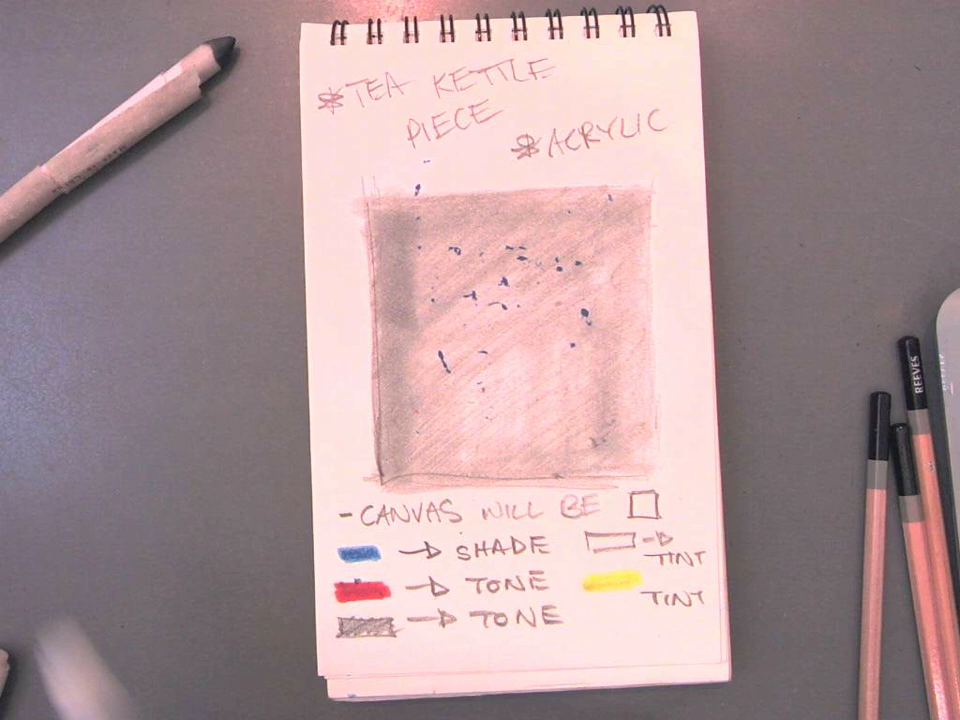 *TEA KETTLE
PIECE
*ACRYLIC
-CANVAS WILL BE
→ SHADE
→ TINT
→ TONE
TINT
→ TONE
REEVES